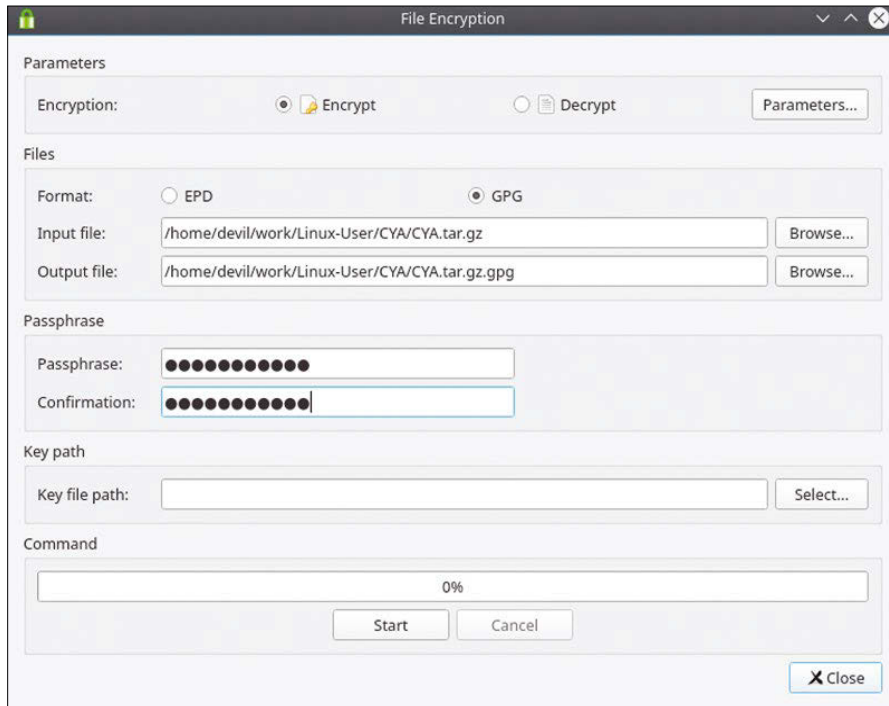 File Encryption
Parameters
Encryption: Encrypt Decrypt Parameters...
Files
Format: EPD GPG
Input file: /home/devil/work/Linux-User/CYA/CYA.tar.gz Browse...
Output file: /home/devil/work/Linux-User/CYA/CYA.tar.gz.gpg Browse...
Passphrase
Passphrase: ●●●●●●●●●●●
Confirmation: ●●●●●●●●●●●
Key path
Key file path: Select...
Command
0%
Start Cancel
Close